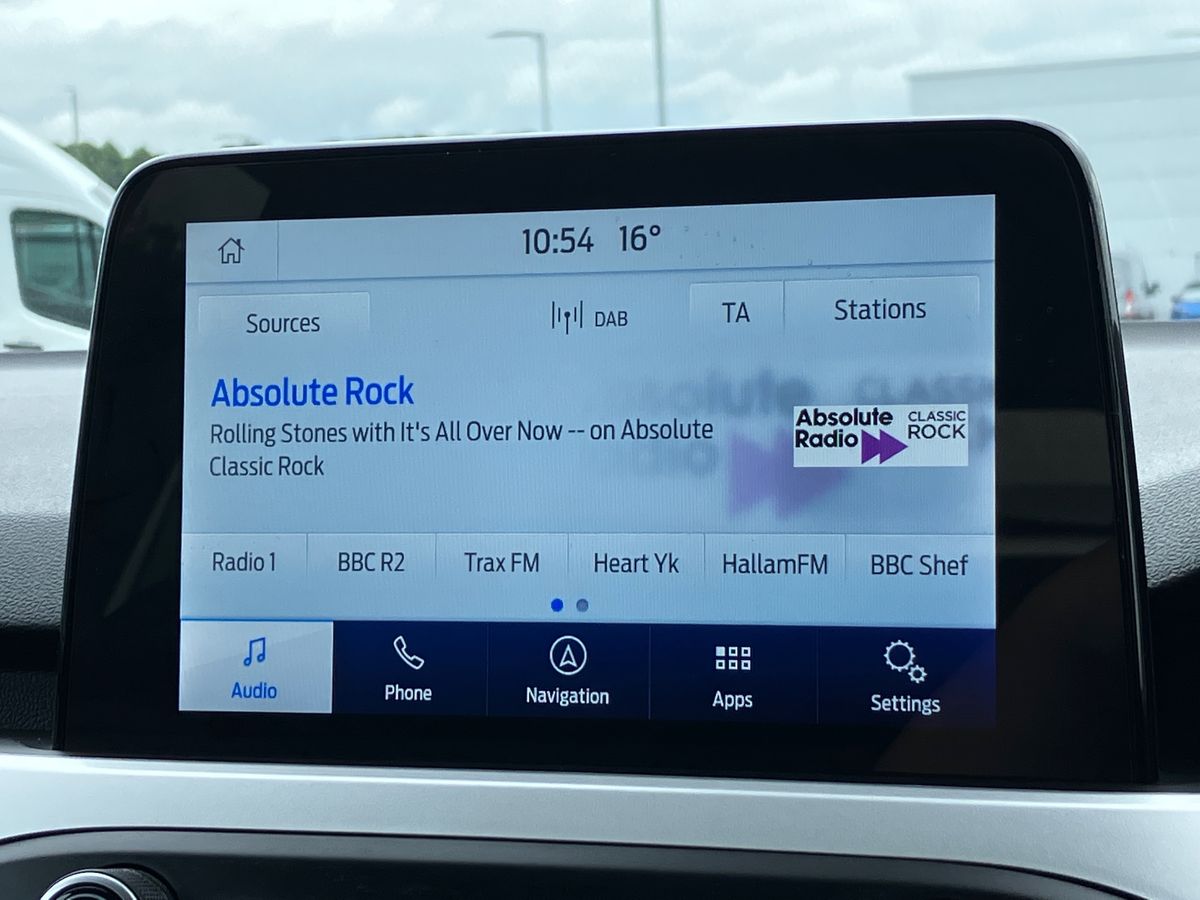 10:54 16°
Sources DAB TA Stations
Absolute Rock
Rolling Stones with It's All Over Now -- on Absolute
Classic Rock
Absolute Radio CLASSIC ROCK
Radio 1 BBC R2 Trax FM Heart Yk HallamFM BBC Shef
Audio Phone Navigation Apps Settings